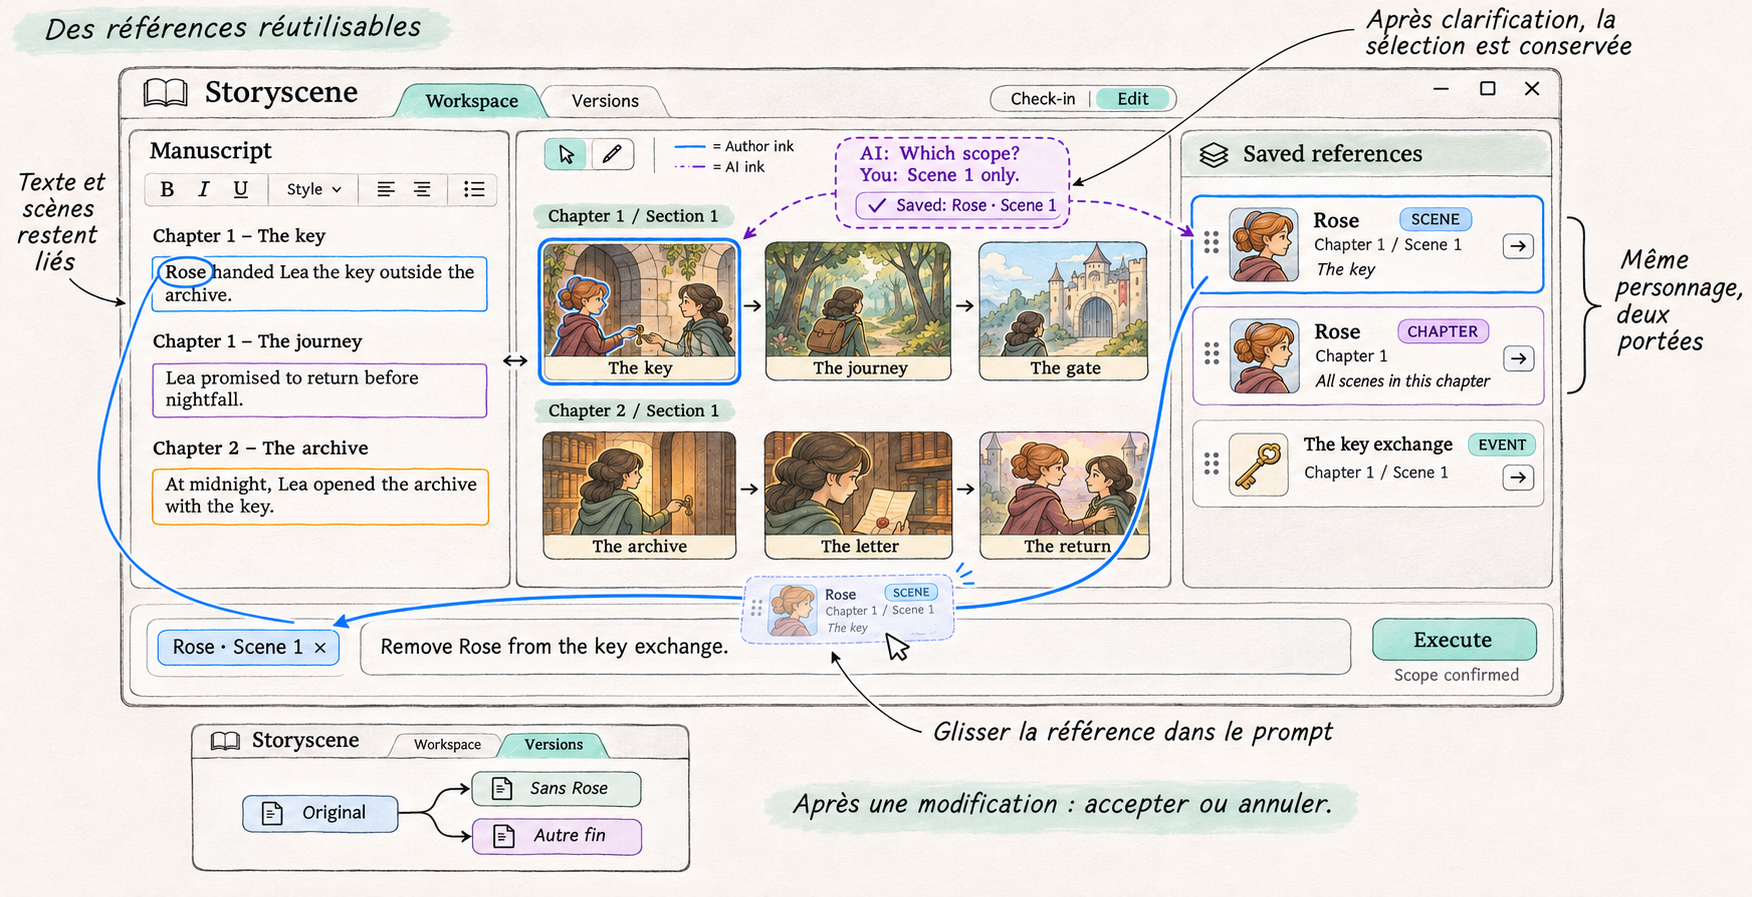 Des références réutilisables
Après clarification, la
sélection est conservée
Storyscene
Workspace
Versions
Check-in | Edit
Manuscript
B I U Style
Texte et
scènes
restent
liés
Chapter 1 – The key
Rose handed Lea the key outside the
archive.
Chapter 1 – The journey
Lea promised to return before
nightfall.
Chapter 2 – The archive
At midnight, Lea opened the archive
with the key.
= Author ink
= AI ink
AI: Which scope?
You: Scene 1 only.
Saved: Rose · Scene 1
Chapter 1 / Section 1
The key
The journey
The gate
Chapter 2 / Section 1
The archive
The letter
The return
Saved references
Rose SCENE
Chapter 1 / Scene 1
The key
Rose CHAPTER
Chapter 1
All scenes in this chapter
The key exchange EVENT
Chapter 1 / Scene 1
Même
personnage,
deux
portées
Rose · Scene 1 ×
Remove Rose from the key exchange.
Rose SCENE
Chapter 1 / Scene 1
The key
Execute
Scope confirmed
Glisser la référence dans le prompt
Storyscene
Workspace
Versions
Original
Sans Rose
Autre fin
Après une modification : accepter ou annuler.